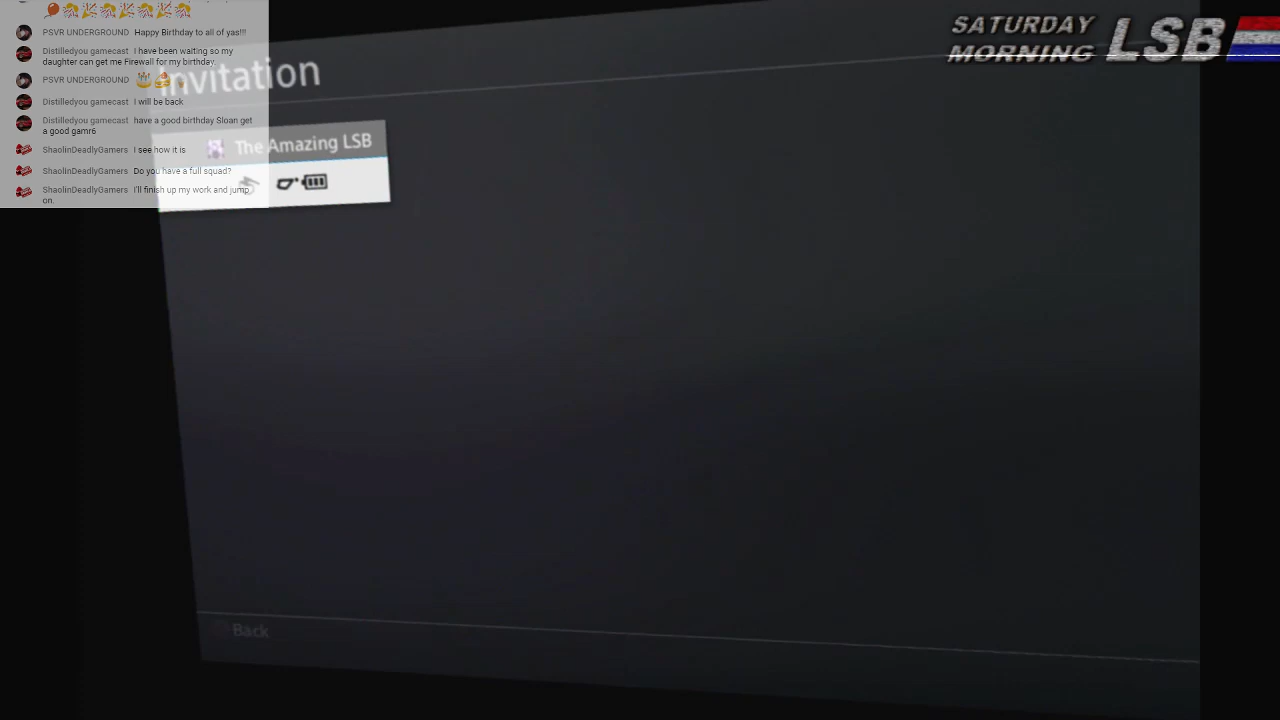 PSVR UNDERGROUND Happy Birthday to all of yas!!!
Distilledyou gamecast I have been waiting so my
daughter can get me Firewall for my birthday.
PSVR UNDERGROUND
Distilledyou gamecast I will be back
Distilledyou gamecast have a good birthday Sloan get
a good gamr6
ShaolinDeadlyGamers I see how it is
ShaolinDeadlyGamers Do you have a full squad?
ShaolinDeadlyGamers I'll finish up my work and jump
on.
Invitation
The Amazing LSB
Back
SATURDAY
MORNING LSB